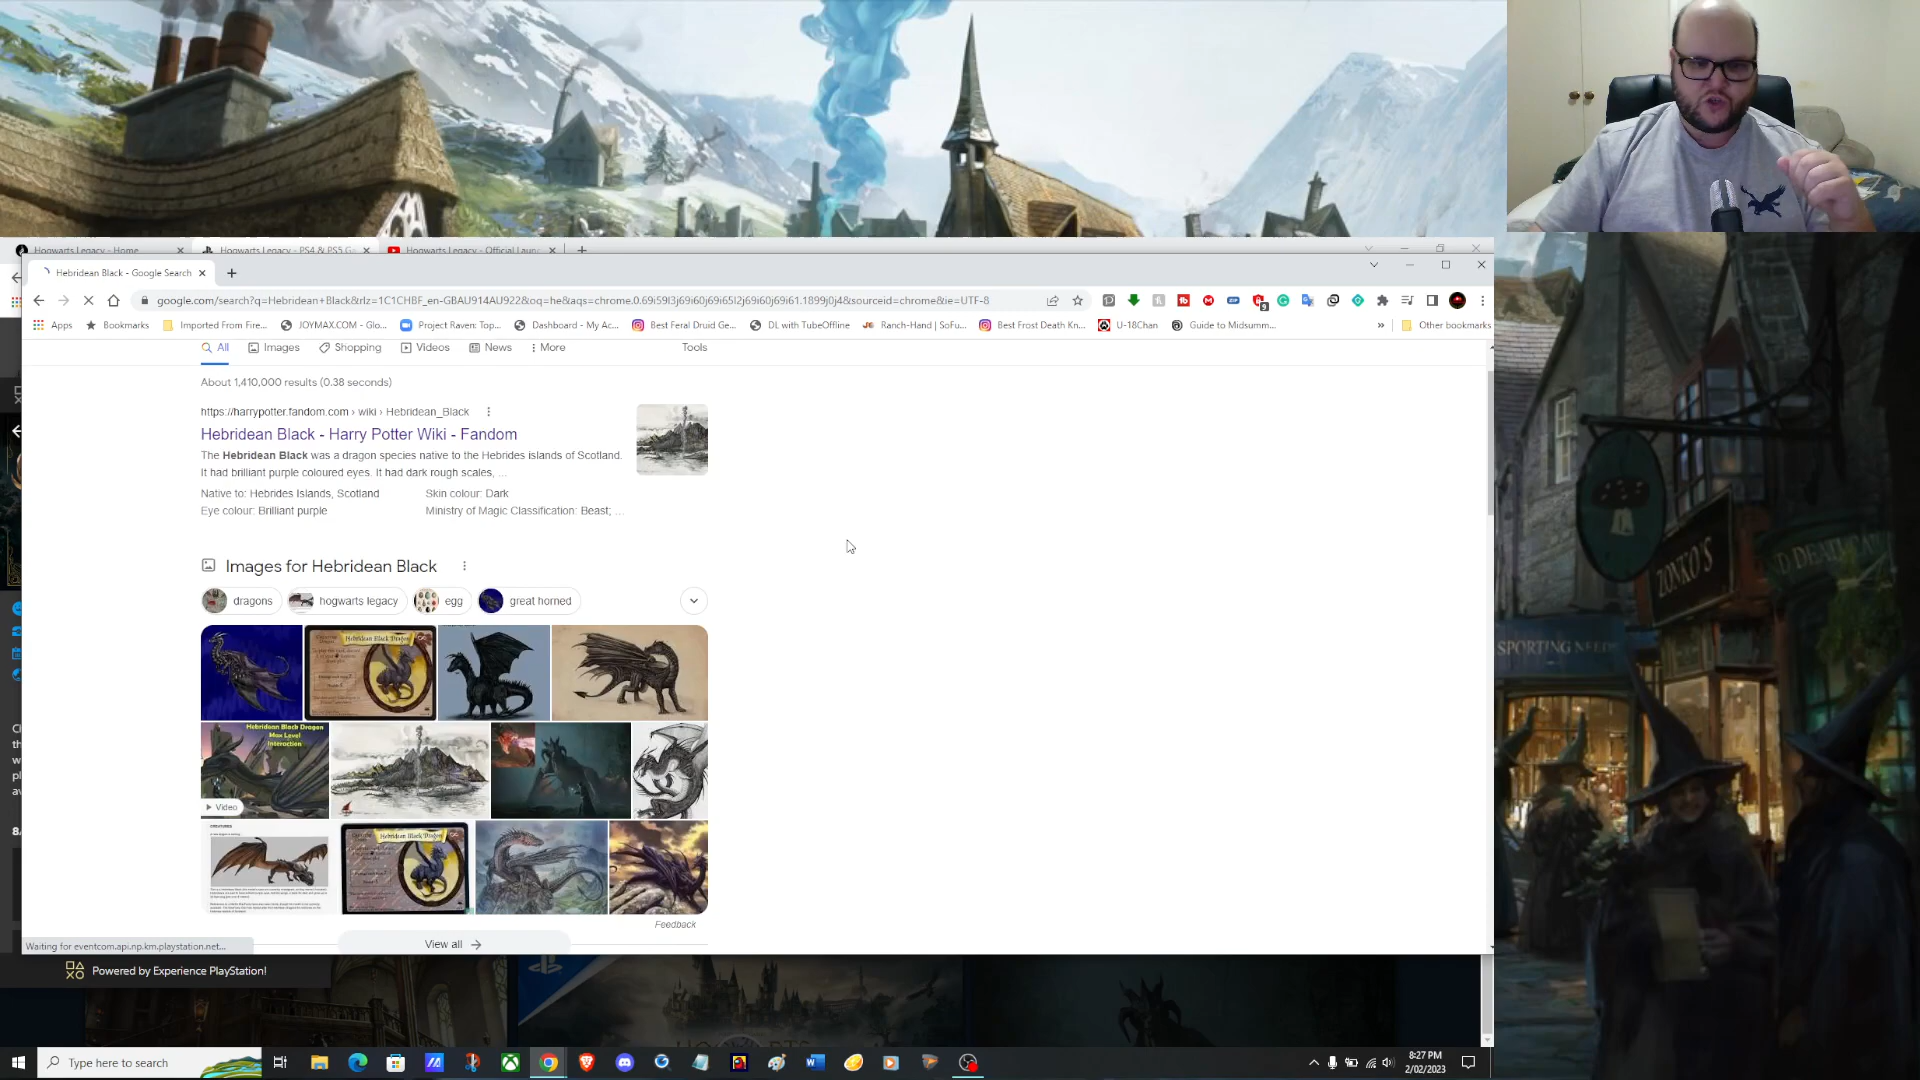 Hogwarts Legacy - Home
Hogwarts Legacy - PS4 & PS5 G
Hogwarts Legacy - Official Laun
Hebridean Black - Google Search
google.com/search?q=Hebridean+Black&rlz=1C1CHBF_en-GBAU914AU922&oq=he&aqs=chrome.0.69i59l3j69i60j69i65l2j69i60j69i61.1899j0j4&sourceid=chrome&ie=UTF-8
Apps
Bookmarks
Imported From Fire...
JOYMAX.COM - Glo...
Project Raven: Top...
Dashboard - My Ac...
Best Feral Druid Ge...
DL with TubeOffline
Ranch-Hand | SoFu...
Best Frost Death Kn...
U-18Chan
Guide to Midsumm...
»
Other bookmarks
All
Images
Shopping
Videos
News
More
Tools
About 1,410,000 results (0.38 seconds)
https://harrypotter.fandom.com › wiki › Hebridean_Black
Hebridean Black - Harry Potter Wiki - Fandom
The Hebridean Black was a dragon species native to the Hebrides islands of Scotland.
It had brilliant purple coloured eyes. It had dark rough scales, ...
Native to: Hebrides Islands, Scotland
Skin colour: Dark
Eye colour: Brilliant purple
Ministry of Magic Classification: Beast; ...
Images for Hebridean Black
dragons
hogwarts legacy
egg
great horned
Hebridean Black Dragon
Hebridean Black Dragon
Max Level
Interaction
Video
Hebridean Black Dragon
Feedback
View all
Waiting for eventcom.api.np.km.playstation.net...
Powered by Experience PlayStation!
Type here to search
8:27 PM
2/02/2023
ZONKO'S
SPORTING NEED